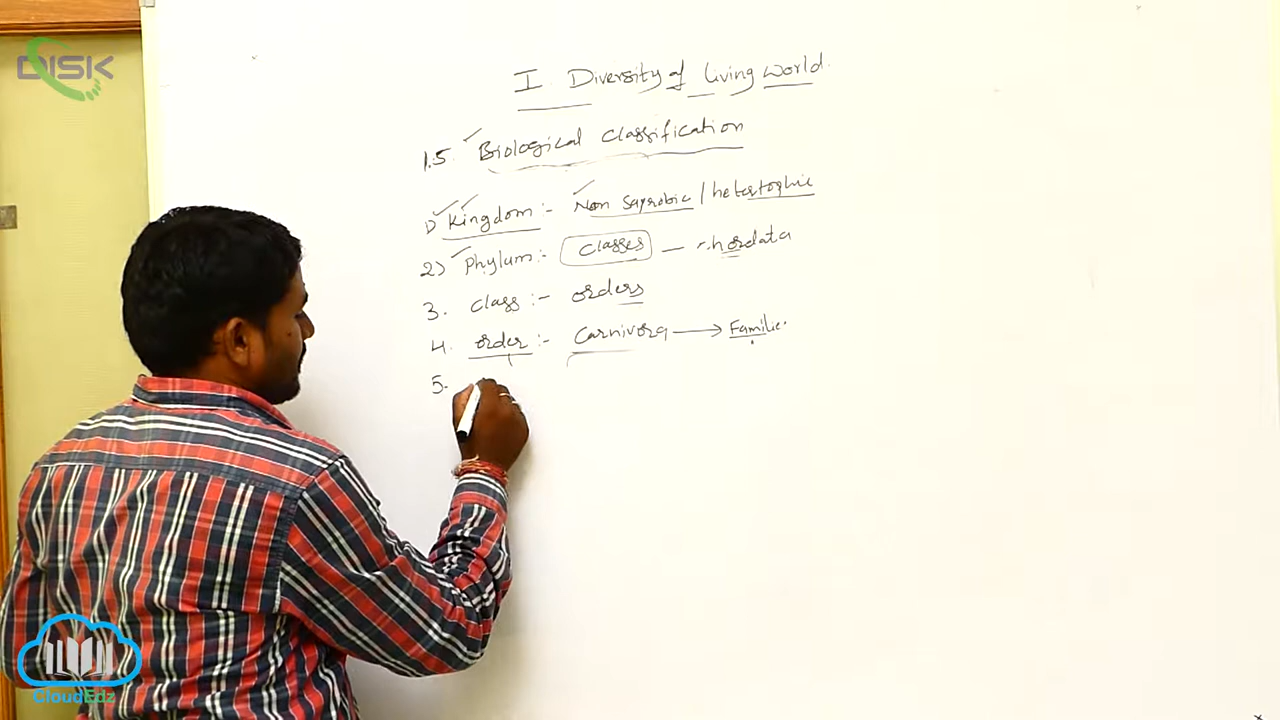 DISK
I. Diversity of living world.
1.5. Biological classification
1) Kingdom :- Non Saprobic / hetertophic
2) Phylum :- classes — chordata
3. class :- orders
4. order :- Carnivora → Familie.
5.
CloudEdz